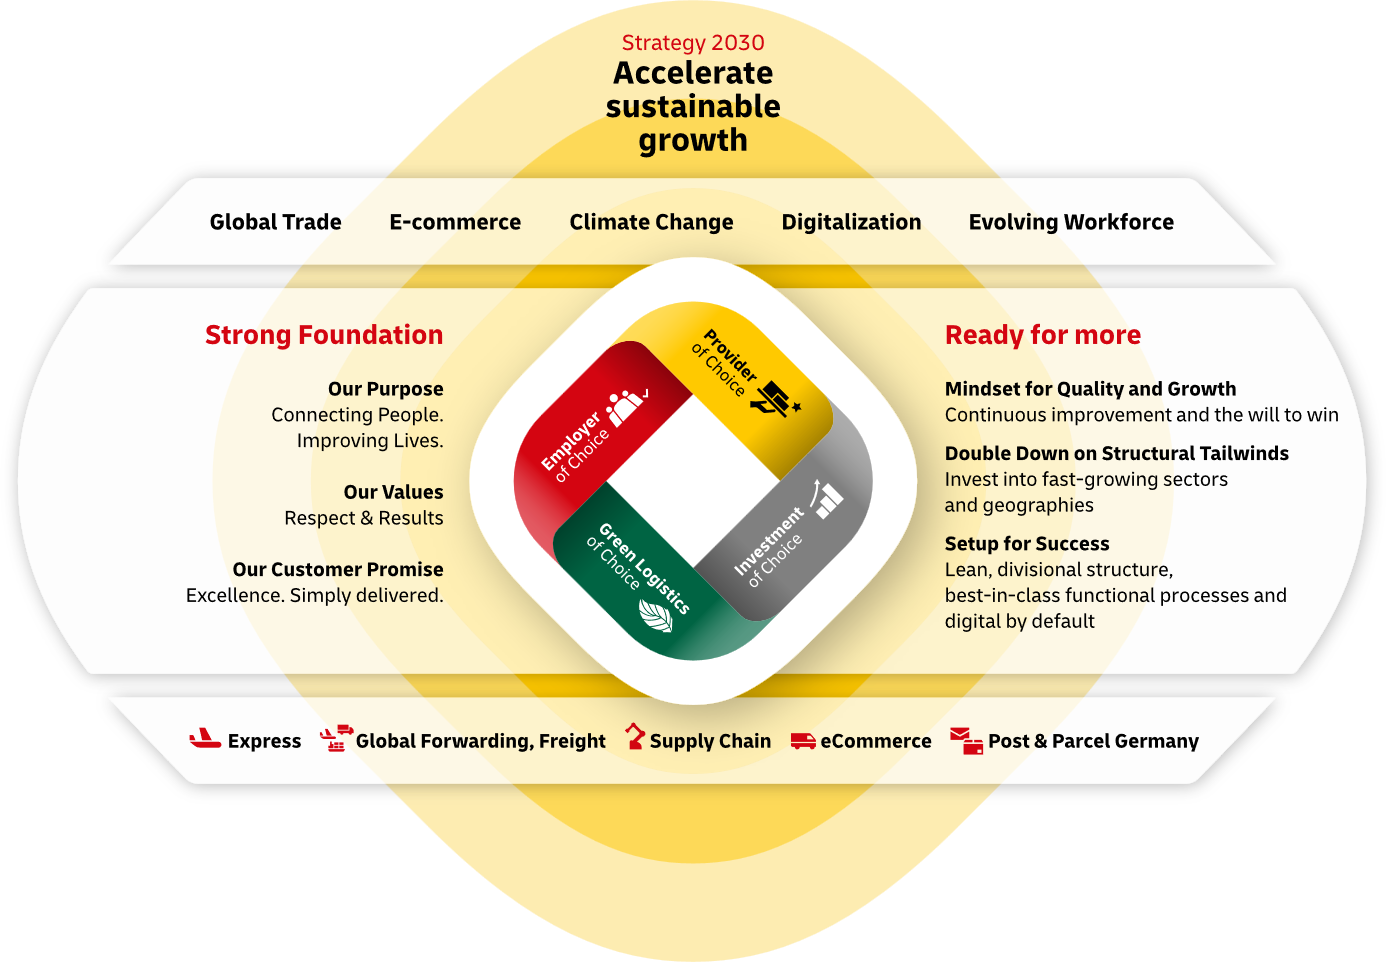 Strategy 2030
Accelerate
sustainable
growth
Global Trade E-commerce Climate Change Digitalization Evolving Workforce
Strong Foundation
Our Purpose
Connecting People.
Improving Lives.
Our Values
Respect & Results
Our Customer Promise
Excellence. Simply delivered.
Employer
of Choice
Provider
of Choice
Green Logistics
of Choice
Investment
of Choice
Ready for more
Mindset for Quality and Growth
Continuous improvement and the will to win
Double Down on Structural Tailwinds
Invest into fast-growing sectors
and geographies
Setup for Success
Lean, divisional structure,
best-in-class functional processes and
digital by default
Express Global Forwarding, Freight Supply Chain eCommerce Post & Parcel Germany